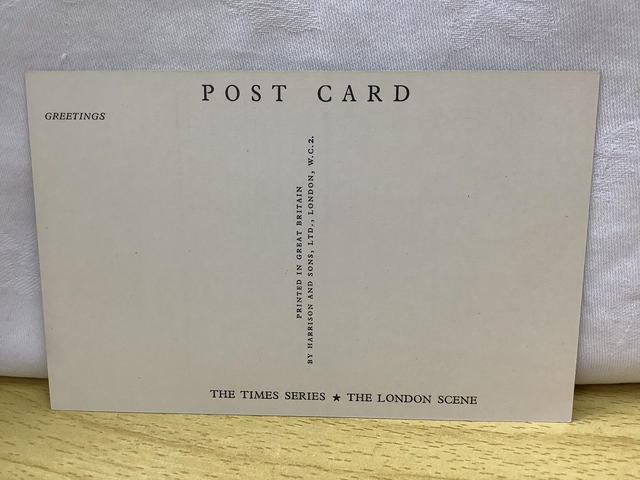 POST CARD
GREETINGS
PRINTED IN GREAT BRITAIN
BY HARRISON AND SONS, LTD., LONDON, W.C.2.
THE TIMES SERIES ★ THE LONDON SCENE